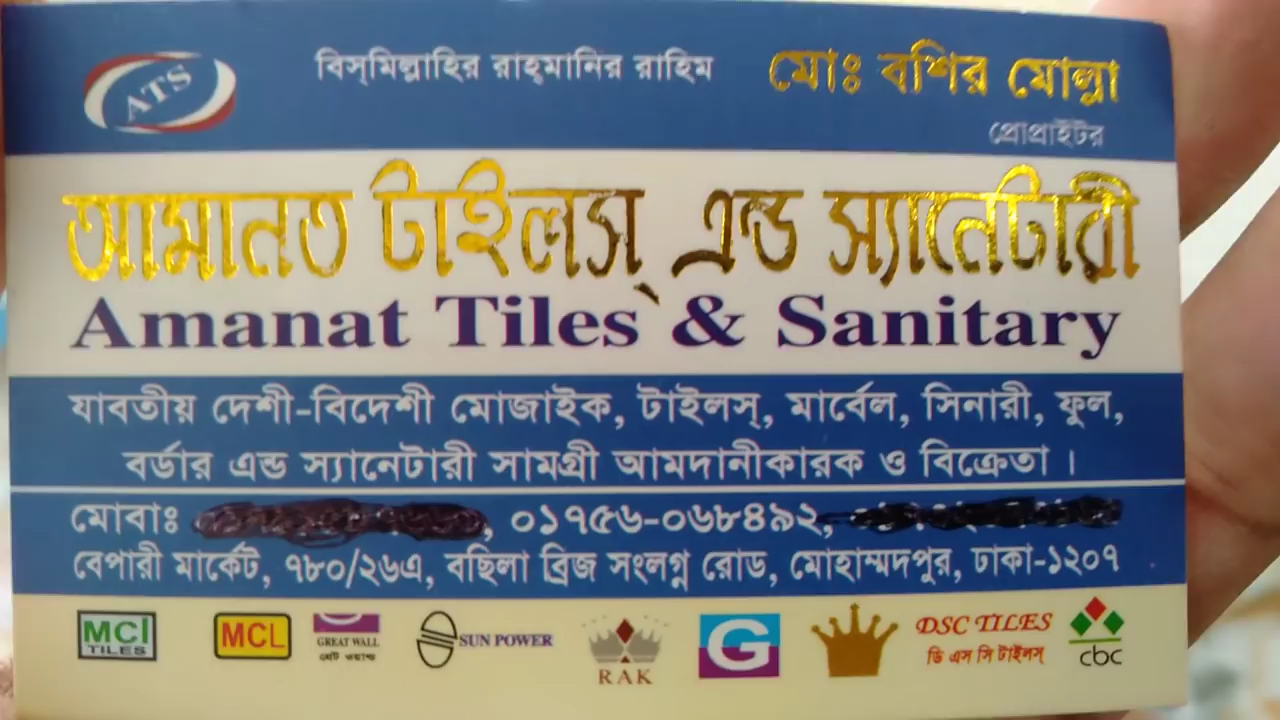 ATS
বিস্‌মিল্লাহির রাহ্‌মানির রাহিম
মোঃ বশির মোল্লা
প্রোপ্রাইটর
আমানত টাইলস্ এন্ড স্যানেটারী
Amanat Tiles & Sanitary
যাবতীয় দেশী-বিদেশী মোজাইক, টাইলস্, মার্বেল, সিনারী, ফুল,
বর্ডার এন্ড স্যানেটারী সামগ্রী আমদানীকারক ও বিক্রেতা ।
মোবাঃ , ০১৭৫৬-০৬৮৪৯২,
বেপারী মার্কেট, ৭৮০/২৬এ, বছিলা ব্রিজ সংলগ্ন রোড, মোহাম্মদপুর, ঢাকা-১২০৭
MCI TILES
MCL
GREAT WALL
গ্রেট ওয়াল্ড
SUN POWER
RAK
G
DSC TILES
ডি এস সি টাইলস্
cbc